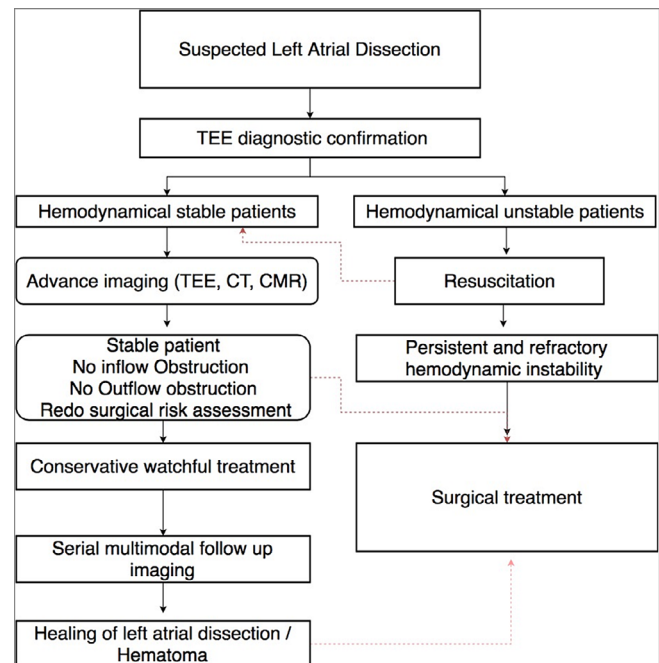 Suspected Left Atrial Dissection
TEE diagnostic confirmation
Hemodynamical stable patients
Hemodynamical unstable patients
Advance imaging (TEE, CT, CMR)
Resuscitation
Stable patient
No inflow Obstruction
No Outflow obstruction
Redo surgical risk assessment
Persistent and refractory
hemodynamic instability
Conservative watchful treatment
Surgical treatment
Serial multimodal follow up
imaging
Healing of left atrial dissection /
Hematoma